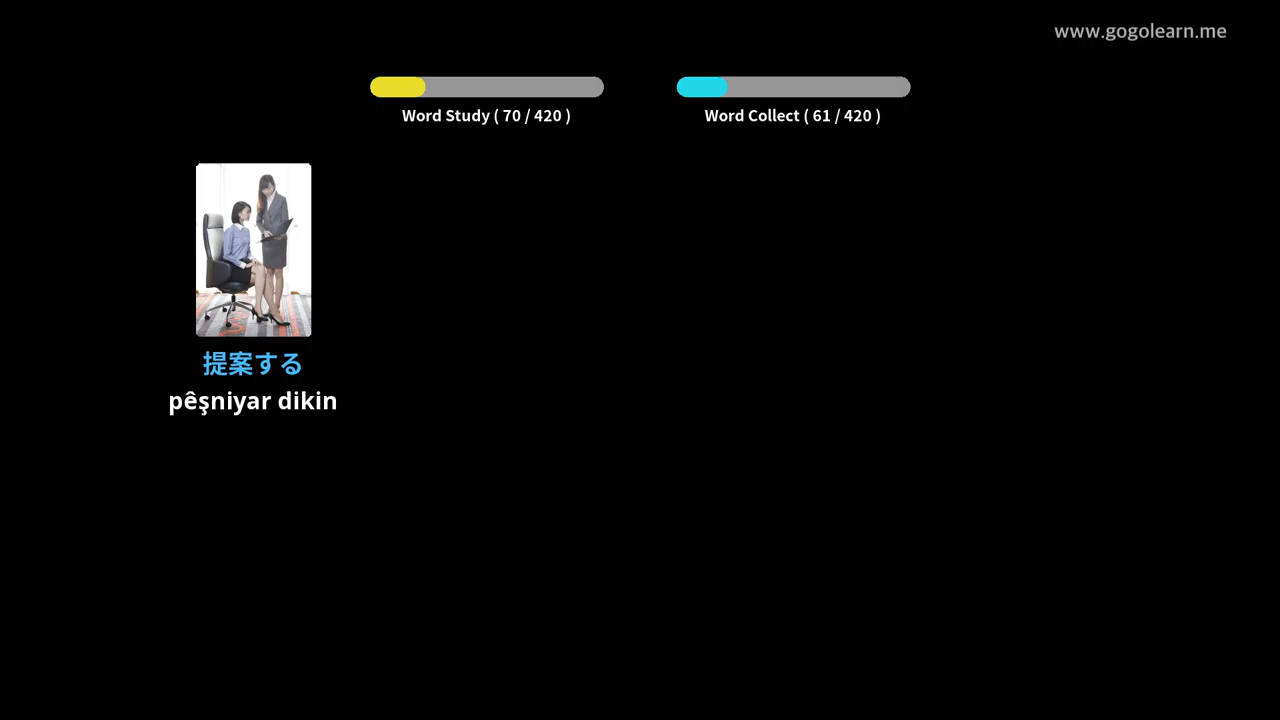 www.gogolearn.me
Word Study ( 70 / 420 )
Word Collect ( 61 / 420 )
提案する
pêşniyar dikin